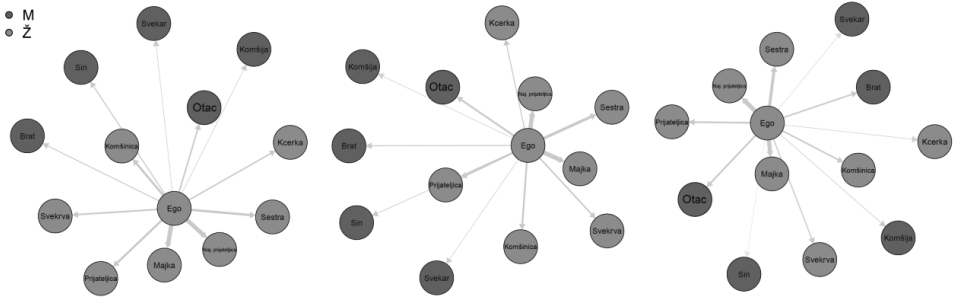 M
Ž
Svekar
Komšija
Sin
Otac
Brat
Komšinica
Kcerka
Ego
Svekrva
Sestra
Naj. prijateljica
Majka
Prijateljica
Kcerka
Komšija
Otac
Naj. prijateljica
Sestra
Brat
Ego
Majka
Prijateljica
Sin
Svekrva
Komšinica
Svekar
Svekar
Sestra
Naj. prijateljica
Brat
Prijateljica
Ego
Kcerka
Majka
Komšinica
Otac
Komšija
Svekrva
Sin